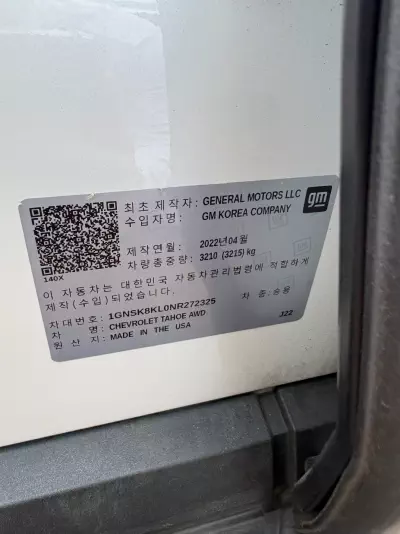 최초 제작자: GENERAL MOTORS LLC
수입자명: GM KOREA COMPANY
gm
제작연월: 2022년04월
차량총중량: 3210 (3215) kg
140X
이 자동차는 대한민국 자동차관리법령에 적합하게
제작(수입)되었습니다.
차대번호: 1GNSK8KL0NR272325
차명: CHEVROLET TAHOE AWD
차종: 승용
원산지: MADE IN THE USA
J22